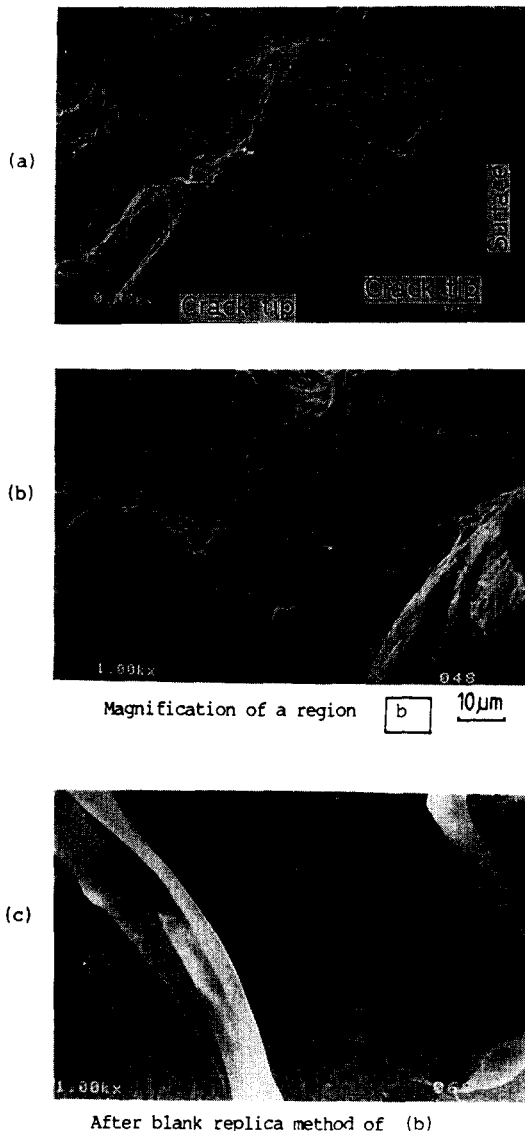 (a)
Surface
Crack tip
Crack tip
(b)
1.00kx
048
Magnification of a region b 10μm
(c)
1.00kx
After blank replica method of (b)